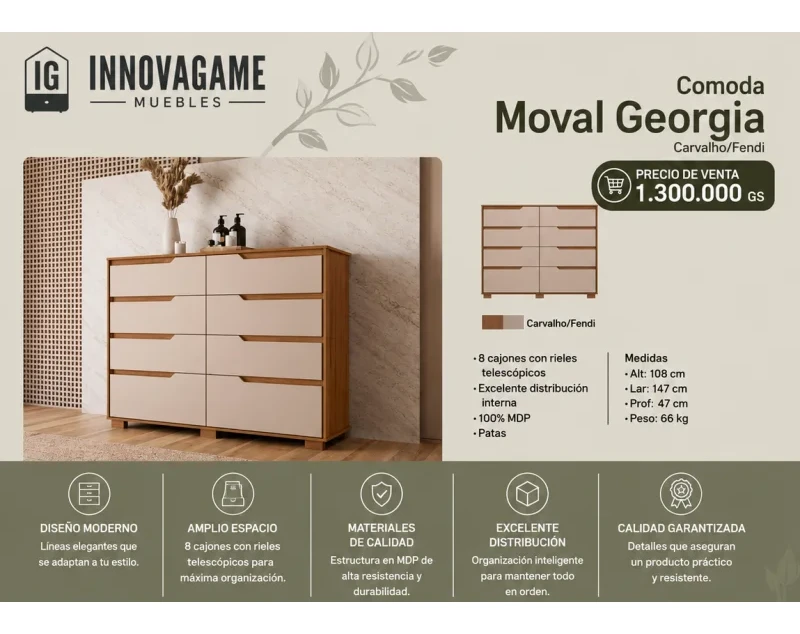 IG
INNOVAGAME
MUEBLES
Comoda
Moval Georgia
Carvalho/Fendi
PRECIO DE VENTA
1.300.000 GS
Carvalho/Fendi
• 8 cajones con rieles
telescópicos
• Excelente distribución
interna
• 100% MDP
• Patas
Medidas
• Alt: 108 cm
• Lar: 147 cm
• Prof: 47 cm
• Peso: 66 kg
DISEÑO MODERNO
Líneas elegantes que
se adaptan a tu estilo.
AMPLIO ESPACIO
8 cajones con rieles
telescópicos para
máxima organización.
MATERIALES
DE CALIDAD
Estructura en MDP de
alta resistencia y
durabilidad.
EXCELENTE
DISTRIBUCIÓN
Organización inteligente
para mantener todo
en orden.
CALIDAD GARANTIZADA
Detalles que aseguran
un producto práctico
y resistente.